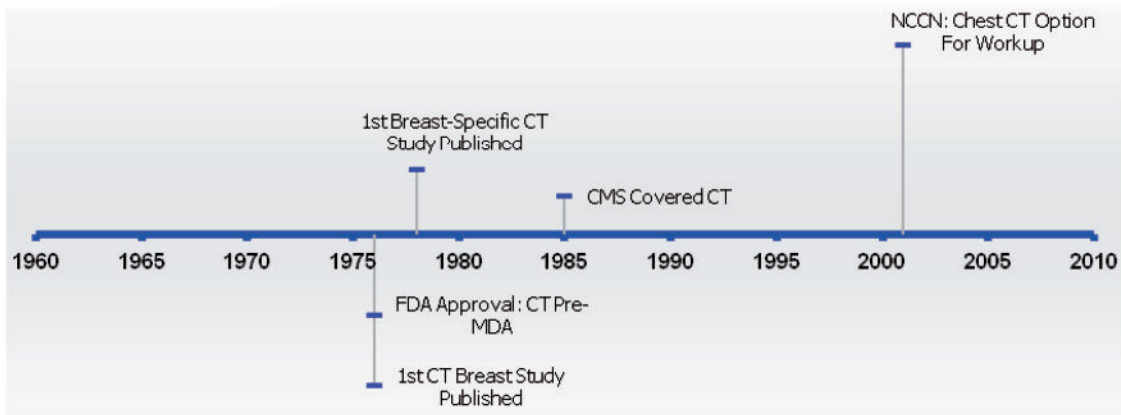 NCCN: Chest CT Option
For Workup
1st Breast-Specific CT
Study Published
CMS Covered CT
1960 1965 1970 1975 1980 1985 1990 1995 2000 2005 2010
FDA Approval: CT Pre-
MDA
1st CT Breast Study
Published